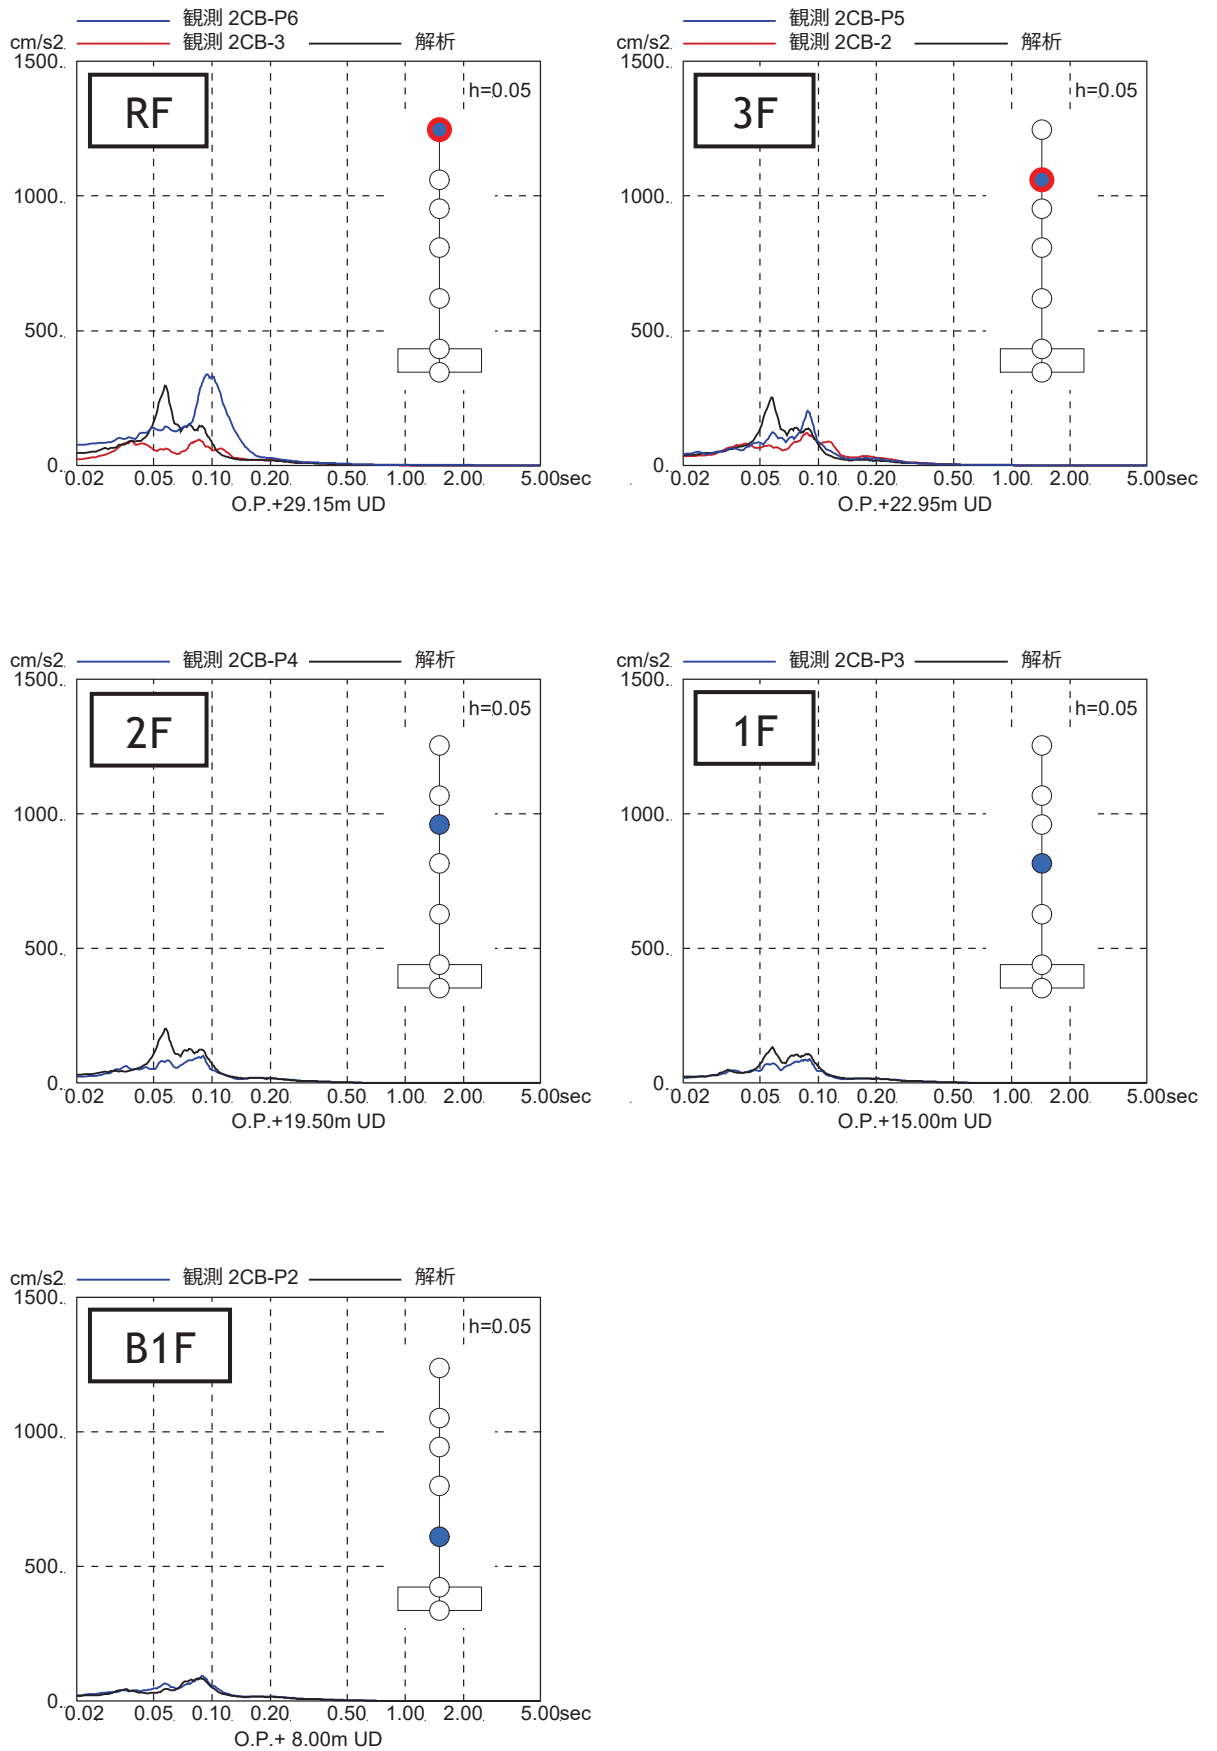 観測 2CB-P6
cm/s2 観測 2CB-3 解析
1500.
RF
h=0.05
1000.
500.
0.
0.02 0.05 0.10 0.20 0.50 1.00 2.00 5.00sec
O.P.+29.15m UD
観測 2CB-P5
cm/s2 観測 2CB-2 解析
1500.
3F
h=0.05
1000.
500.
0.
0.02 0.05 0.10 0.20 0.50 1.00 2.00 5.00sec
O.P.+22.95m UD
cm/s2 観測 2CB-P4 解析
1500.
2F
h=0.05
1000.
500.
0.
0.02 0.05 0.10 0.20 0.50 1.00 2.00 5.00sec
O.P.+19.50m UD
cm/s2 観測 2CB-P3 解析
1500.
1F
h=0.05
1000.
500.
0.
0.02 0.05 0.10 0.20 0.50 1.00 2.00 5.00sec
O.P.+15.00m UD
cm/s2 観測 2CB-P2 解析
1500.
B1F
h=0.05
1000.
500.
0.
0.02 0.05 0.10 0.20 0.50 1.00 2.00 5.00sec
O.P.+ 8.00m UD